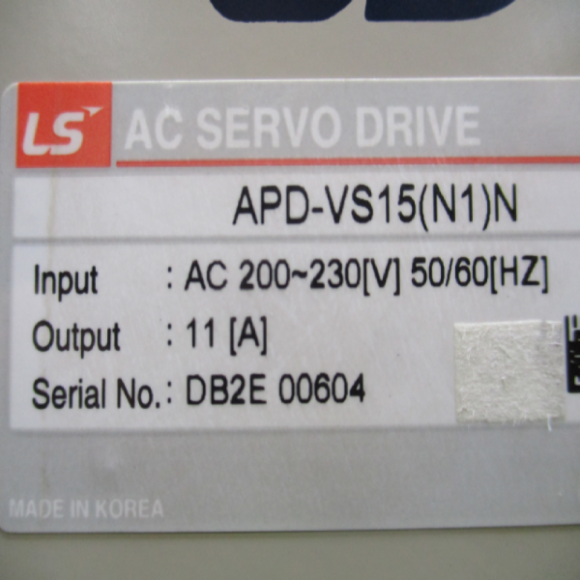 LS AC SERVO DRIVE
APD-VS15(N1)N
Input : AC 200~230[V] 50/60[HZ]
Output : 11 [A]
Serial No. : DB2E 00604
MADE IN KOREA